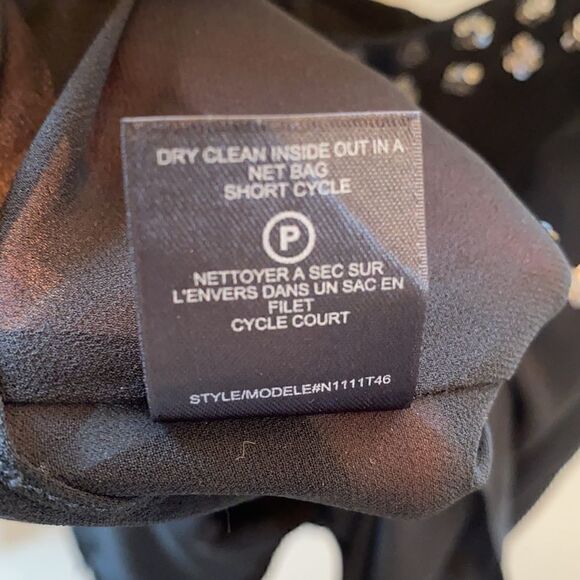 DRY CLEAN INSIDE OUT IN A
NET BAG
SHORT CYCLE
P
NETTOYER A SEC SUR
L'ENVERS DANS UN SAC EN
FILET
CYCLE COURT
STYLE/MODELE#N1111T46